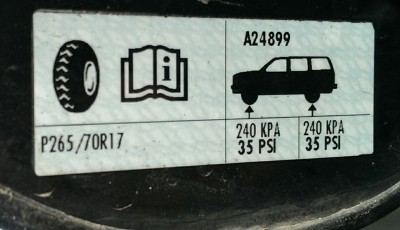 A24899
P265/70R17
240 KPA 240 KPA
35 PSI 35 PSI